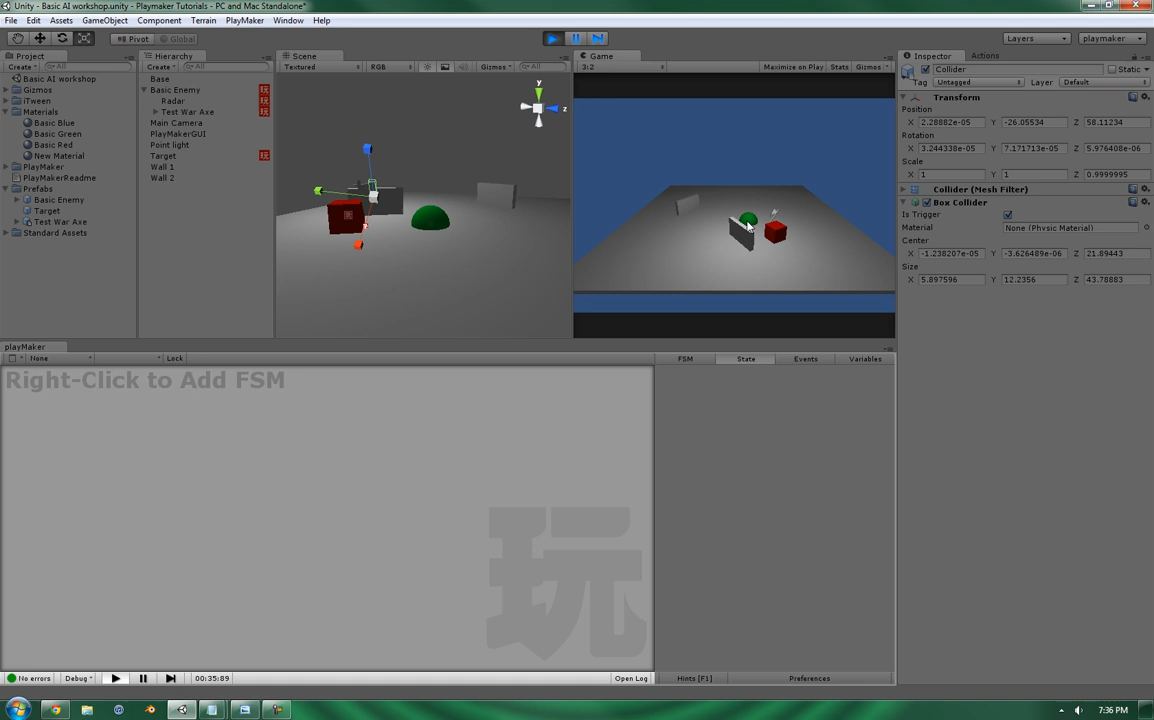 Unity - Basic AI workshop.unity - Playmaker Tutorials - PC and Mac Standalone*
File Edit Assets GameObject Component Terrain PlayMaker Window Help
Pivot Global Layers playmaker
Project Hierarchy Scene Game Inspector Actions
Create All Create All Textured RGB Gizmos All 3:2 Maximize on Play Stats Gizmos
Collider Static
Tag Untagged Layer Default
Basic AI workshop
Gizmos
iTween
Materials
Basic Blue
Basic Green
Basic Red
New Material
PlayMaker
PlayMakerReadme
Prefabs
Basic Enemy
Target
Test War Axe
Standard Assets
Base
Basic Enemy 玩
Radar
Test War Axe 玩
Main Camera
PlayMakerGUI
Point light
Target 玩
Wall 1
Wall 2
y
z
Transform
Position
X 2.28882e-05 Y -26.05534 Z 58.11234
Rotation
X 3.244338e-05 Y 7.171713e-05 Z 5.976408e-06
Scale
X 1 Y 1 Z 0.9999995
Collider (Mesh Filter)
Box Collider
Is Trigger
Material None (Physic Material)
Center
X -1.238207e-05 Y -3.626489e-06 Z 21.89443
Size
X 5.897596 Y 12.2356 Z 43.78883
playMaker
None Lock FSM State Events Variables
Right-Click to Add FSM
玩
No errors Debug 00:35:89 Open Log Hints [F1] Preferences
7:36 PM